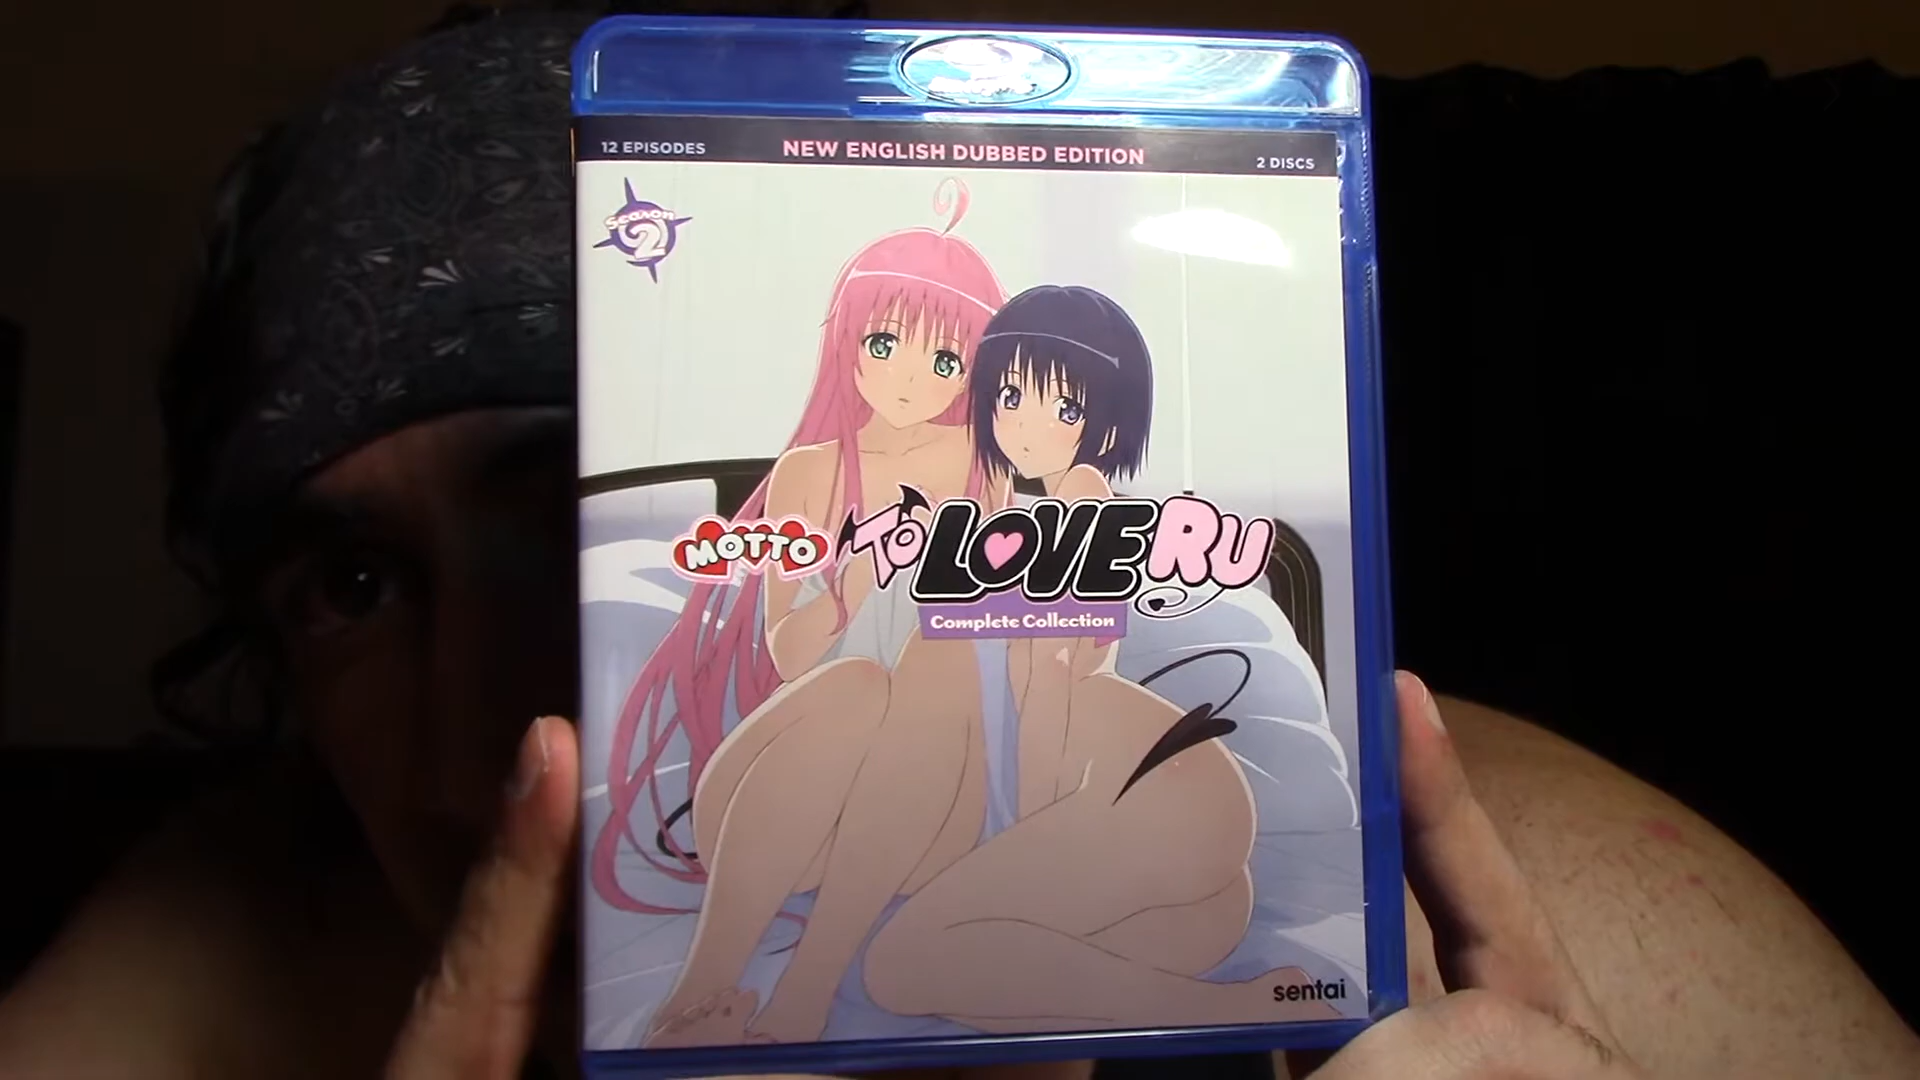 12 EPISODES
NEW ENGLISH DUBBED EDITION
2 DISCS
Season
2
MOTTO TO LOVE RU
Complete Collection
sentai